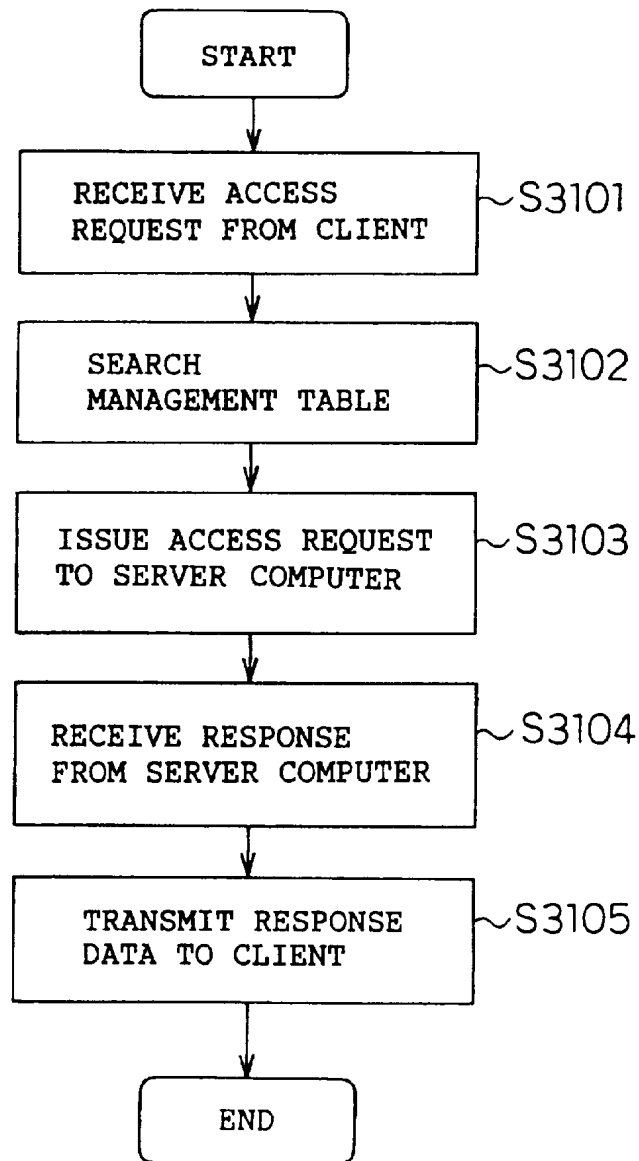 START
RECEIVE ACCESS
REQUEST FROM CLIENT
S3101
SEARCH
MANAGEMENT TABLE
S3102
ISSUE ACCESS REQUEST
TO SERVER COMPUTER
S3103
RECEIVE RESPONSE
FROM SERVER COMPUTER
S3104
TRANSMIT RESPONSE
DATA TO CLIENT
S3105
END